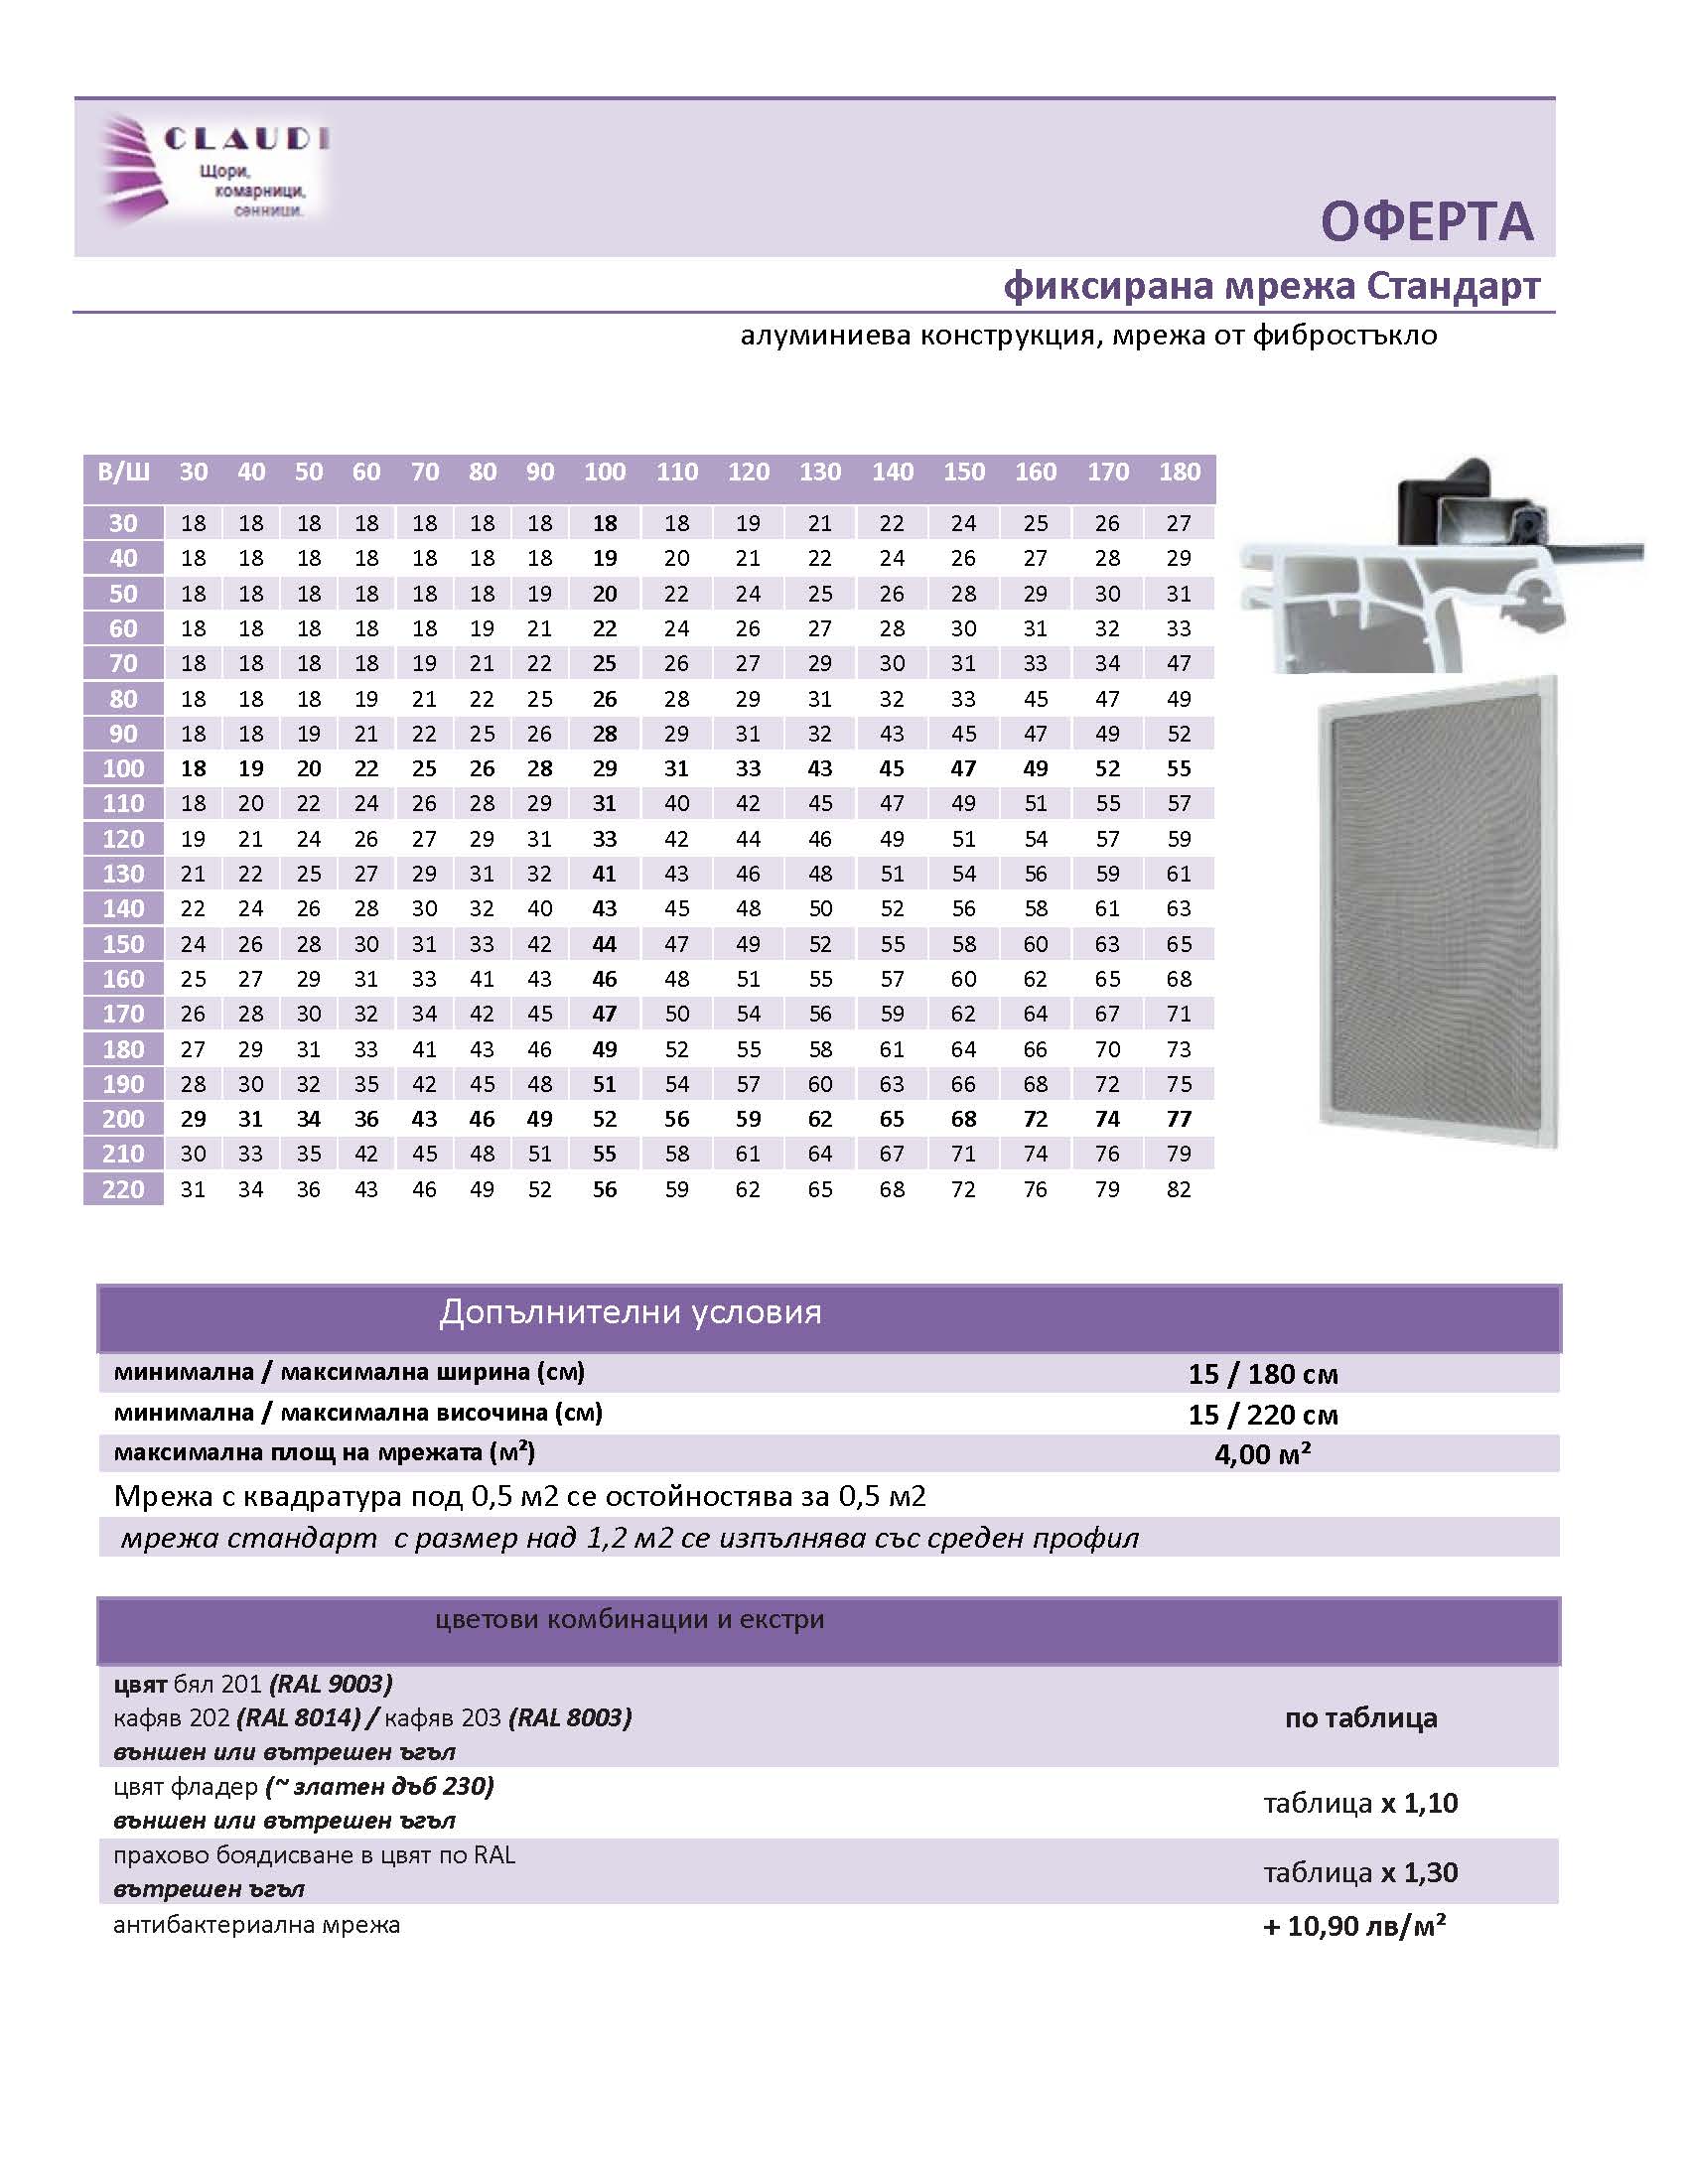 CLAUDI
Щори,
комарници,
сенници.
ОФЕРТА
фиксирана мрежа Стандарт
алуминиева конструкция, мрежа от фибростъкло
В/Ш 30 40 50 60 70 80 90 100 110 120 130 140 150 160 170 180
30 18 18 18 18 18 18 18 18 18 19 21 22 24 25 26 27
40 18 18 18 18 18 18 18 19 20 21 22 24 26 27 28 29
50 18 18 18 18 18 18 19 20 22 24 25 26 28 29 30 31
60 18 18 18 18 18 19 21 22 24 26 27 28 30 31 32 33
70 18 18 18 18 19 21 22 25 26 27 29 30 31 33 34 47
80 18 18 18 19 21 22 25 26 28 29 31 32 33 45 47 49
90 18 18 19 21 22 25 26 28 29 31 32 43 45 47 49 52
100 18 19 20 22 25 26 28 29 31 33 43 45 47 49 52 55
110 18 20 22 24 26 28 29 31 40 42 45 47 49 51 55 57
120 19 21 24 26 27 29 31 33 42 44 46 49 51 54 57 59
130 21 22 25 27 29 31 32 41 43 46 48 51 54 56 59 61
140 22 24 26 28 30 32 40 43 45 48 50 52 56 58 61 63
150 24 26 28 30 31 33 42 44 47 49 52 55 58 60 63 65
160 25 27 29 31 33 41 43 46 48 51 55 57 60 62 65 68
170 26 28 30 32 34 42 45 47 50 54 56 59 62 64 67 71
180 27 29 31 33 41 43 46 49 52 55 58 61 64 66 70 73
190 28 30 32 35 42 45 48 51 54 57 60 63 66 68 72 75
200 29 31 34 36 43 46 49 52 56 59 62 65 68 72 74 77
210 30 33 35 42 45 48 51 55 58 61 64 67 71 74 76 79
220 31 34 36 43 46 49 52 56 59 62 65 68 72 76 79 82
Допълнителни условия
минимална / максимална ширина (см) 15 / 180 см
минимална / максимална височина (см) 15 / 220 см
максимална площ на мрежата (м²) 4,00 м²
Мрежа с квадратура под 0,5 м2 се остойностява за 0,5 м2
мрежа стандарт с размер над 1,2 м2 се изпълнява със среден профил
цветови комбинации и екстри
цвят бял 201 (RAL 9003)
кафяв 202 (RAL 8014) / кафяв 203 (RAL 8003) по таблица
външен или вътрешен ъгъл
цвят фладер (~ златен дъб 230) таблица x 1,10
външен или вътрешен ъгъл
прахово боядисване в цвят по RAL таблица x 1,30
вътрешен ъгъл
антибактериална мрежа + 10,90 лв/м²